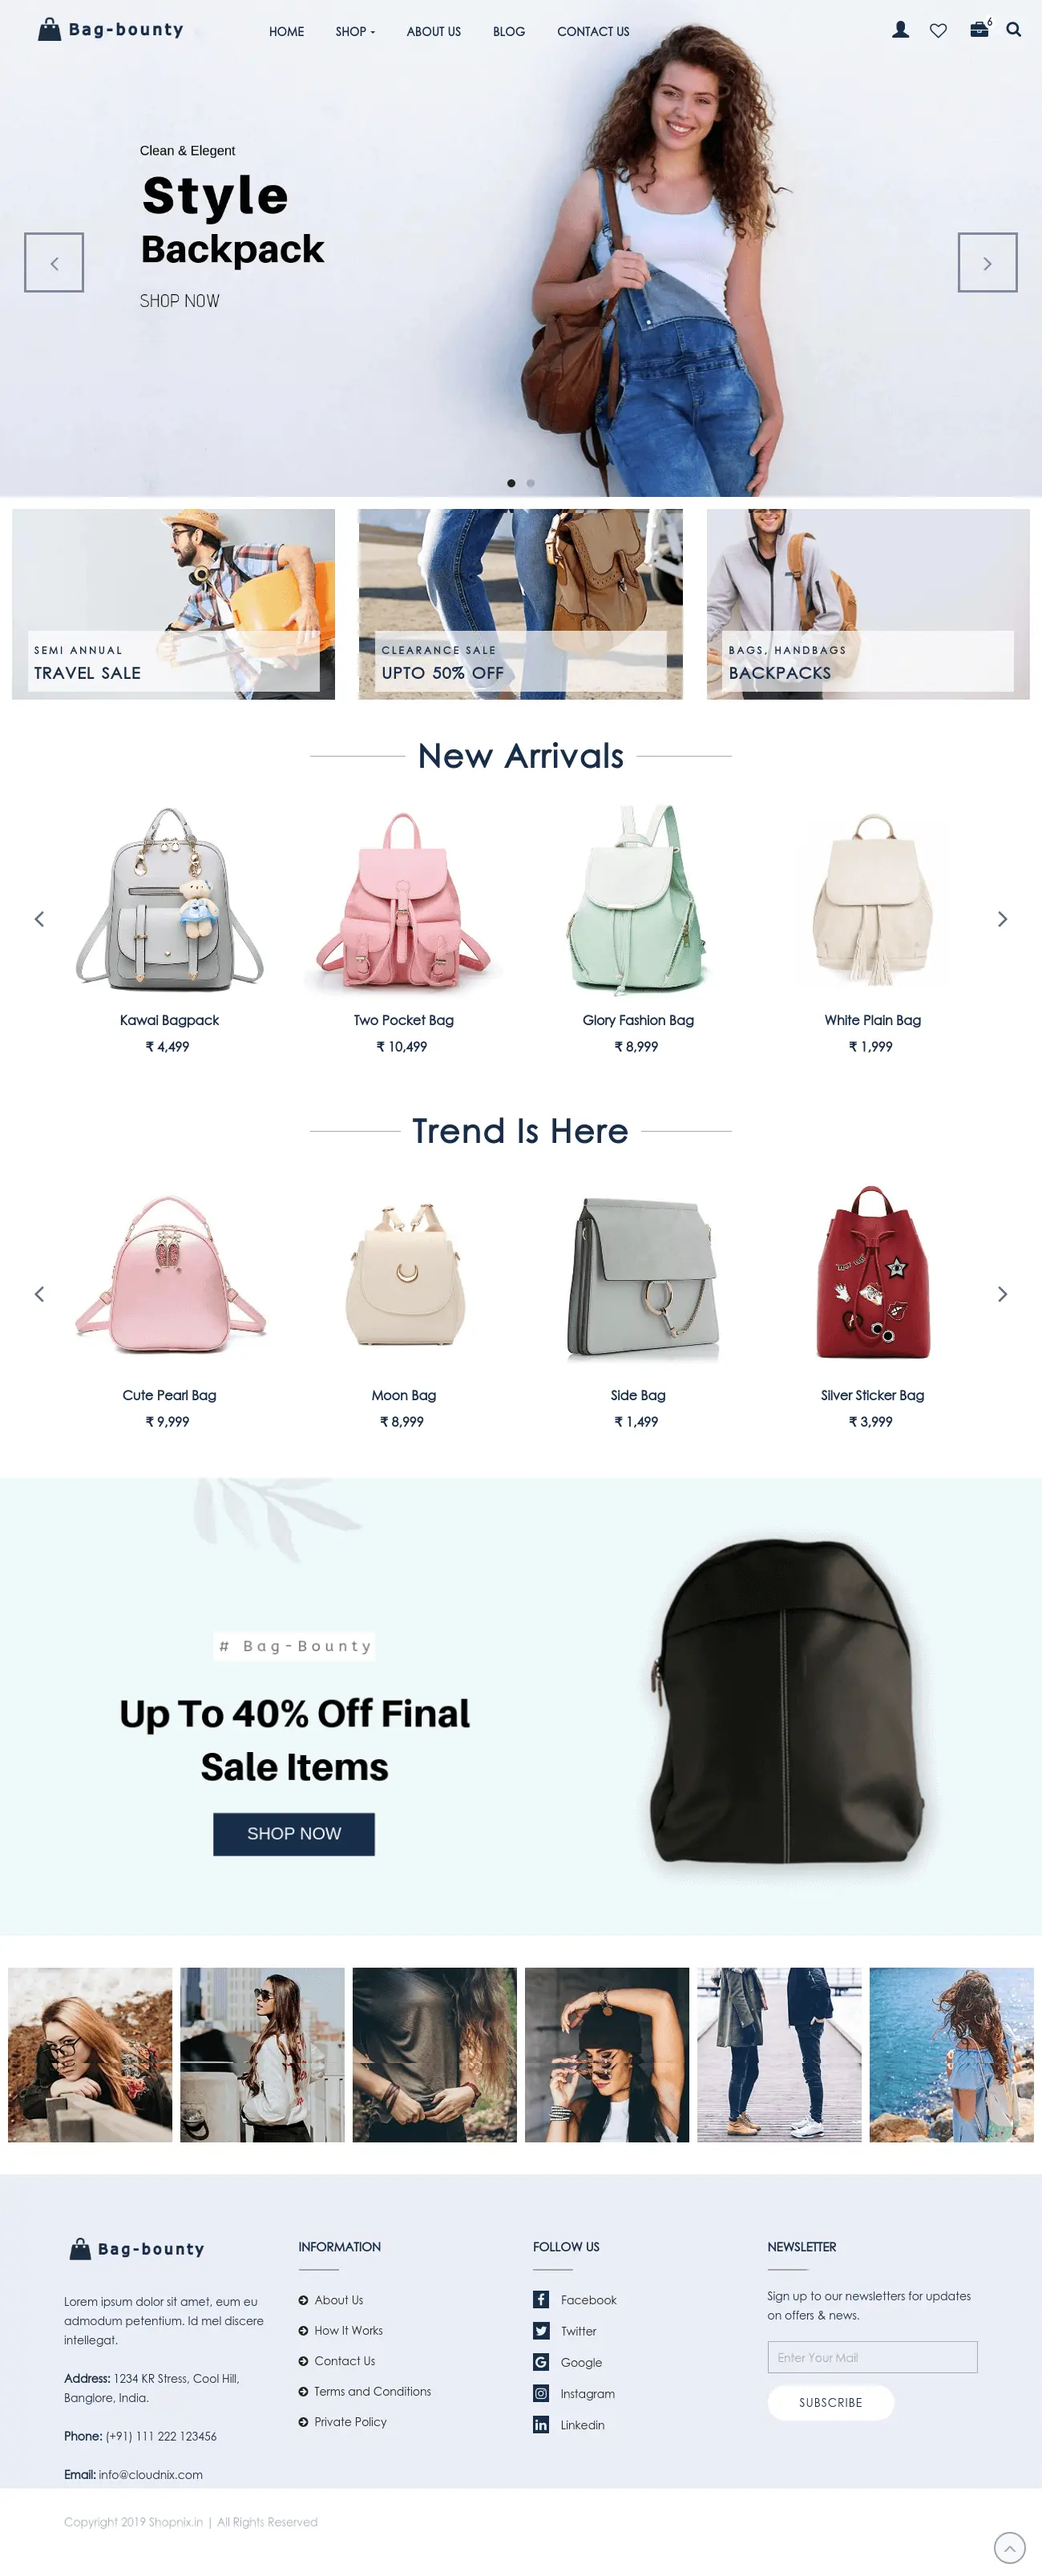 Bag-bounty
HOME SHOP ABOUT US BLOG CONTACT US
6
Clean & Elegent
Style
Backpack
SHOP NOW
SEMI ANNUAL
TRAVEL SALE
CLEARANCE SALE
UPTO 50% OFF
BAGS, HANDBAGS
BACKPACKS
New Arrivals
Kawai Bagpack
₹ 4,499
Two Pocket Bag
₹ 10,499
Glory Fashion Bag
₹ 8,999
White Plain Bag
₹ 1,999
Trend Is Here
Cute Pearl Bag
₹ 9,999
Moon Bag
₹ 8,999
Side Bag
₹ 1,499
Silver Sticker Bag
₹ 3,999
# Bag-Bounty
Up To 40% Off Final
Sale Items
SHOP NOW
Bag-bounty
Lorem ipsum dolor sit amet, eum eu
admodum petentium. Id mel discere
intellegat.
Address: 1234 KR Stress, Cool Hill,
Banglore, India.
Phone: (+91) 111 222 123456
Email: info@cloudnix.com
INFORMATION
About Us
How It Works
Contact Us
Terms and Conditions
Private Policy
FOLLOW US
Facebook
Twitter
Google
Instagram
Linkedin
NEWSLETTER
Sign up to our newsletters for updates
on offers & news.
Enter Your Mail
SUBSCRIBE
Copyright 2019 Shopnix.in | All Rights Reserved